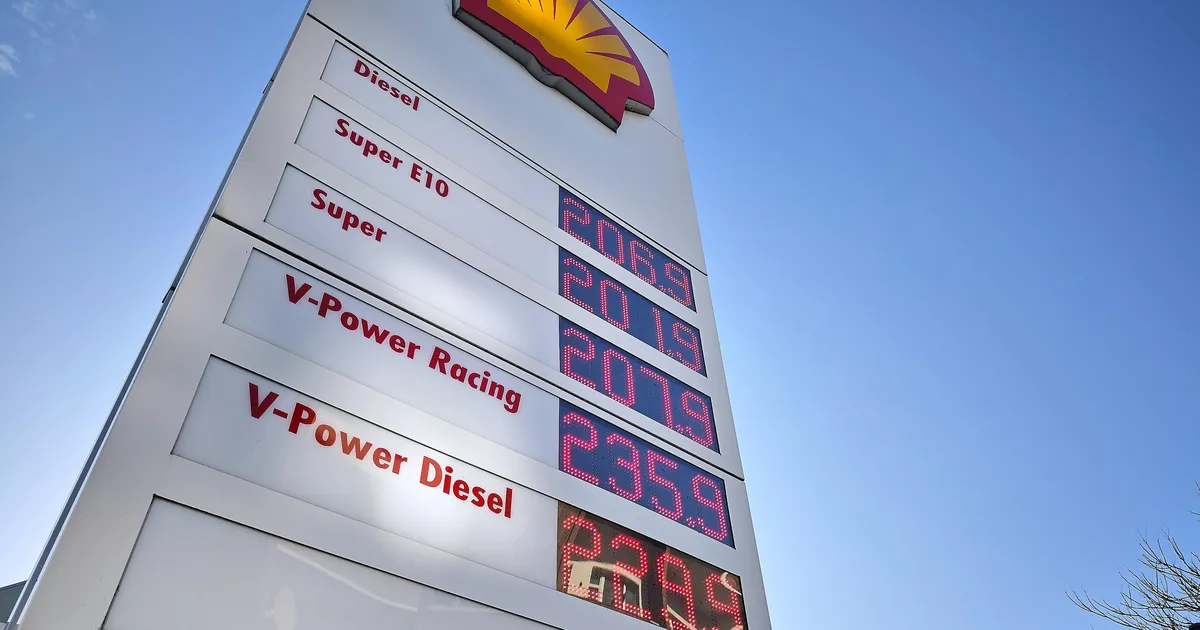 Diesel 206.9
Super E10 201.9
Super 207.9
V-Power Racing 235.9
V-Power Diesel 229.9